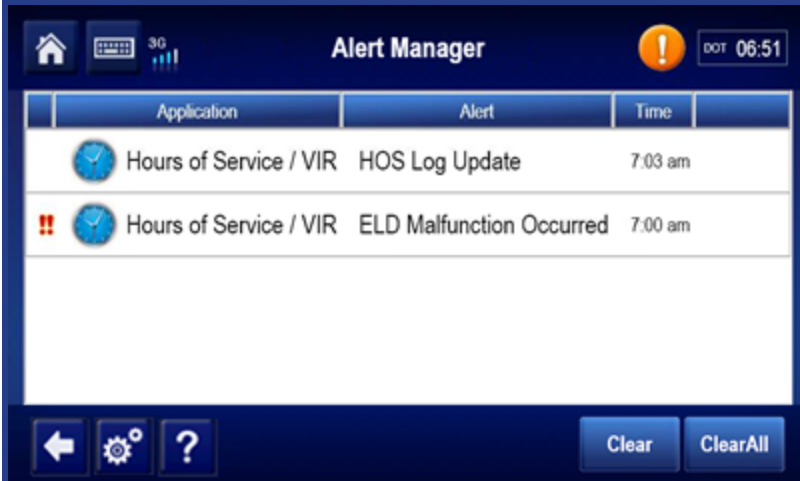 3G Alert Manager ! DOT 06:51
Application Alert Time
Hours of Service / VIR HOS Log Update 7:03 am
!! Hours of Service / VIR ELD Malfunction Occurred 7:00 am
? Clear ClearAll